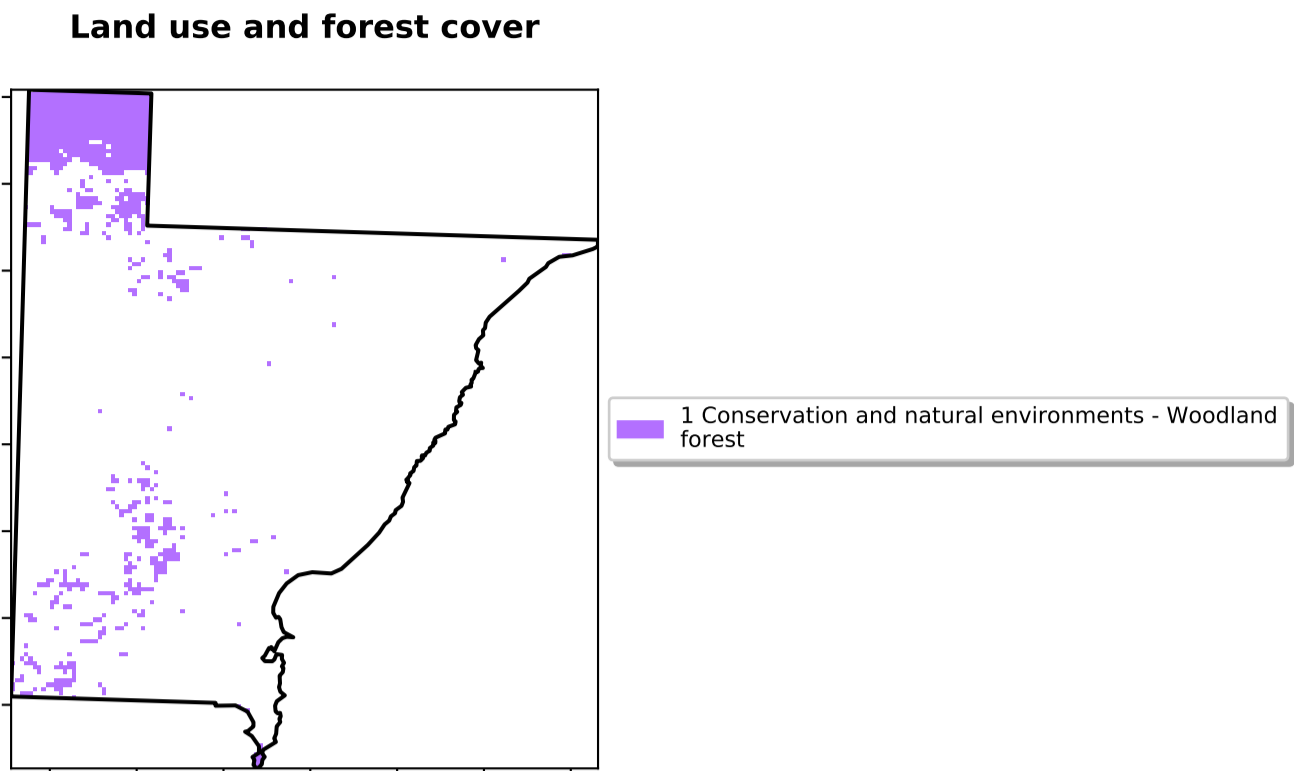 Land use and forest cover
1 Conservation and natural environments - Woodland
forest